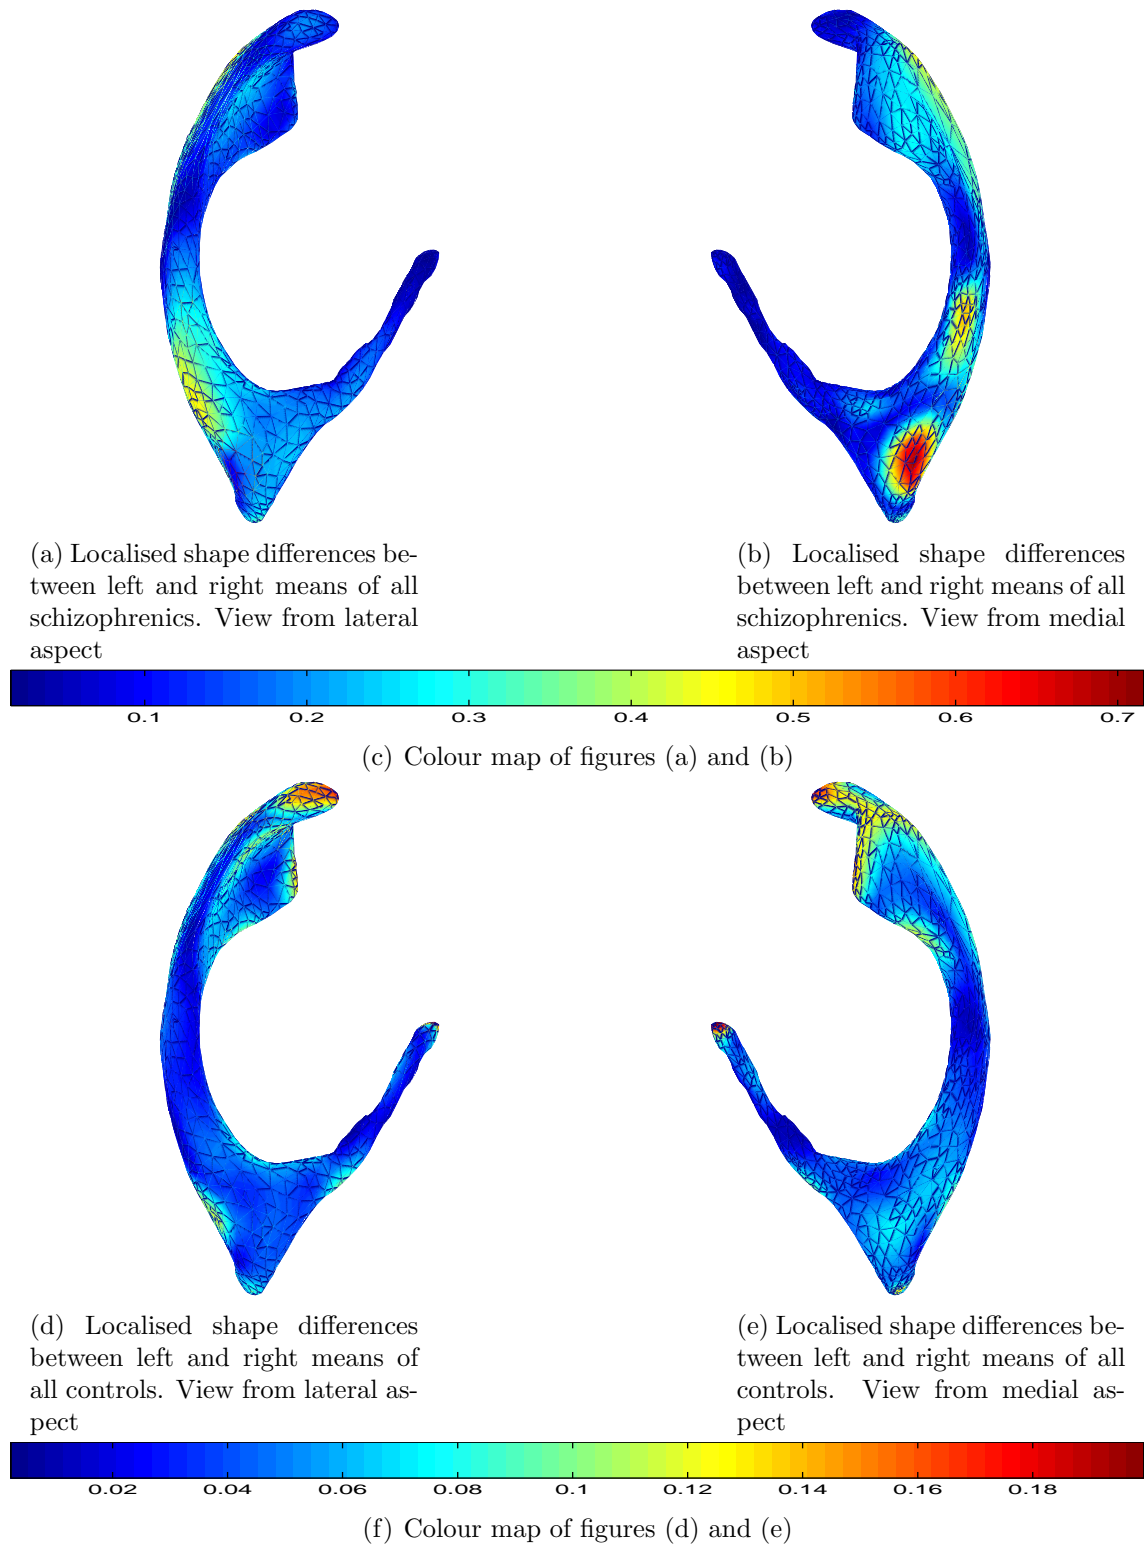 (a) Localised shape differences be-
tween left and right means of all
schizophrenics. View from lateral
aspect
(b) Localised shape differences
between left and right means of all
schizophrenics. View from medial
aspect
0.1 0.2 0.3 0.4 0.5 0.6 0.7
(c) Colour map of figures (a) and (b)
(d) Localised shape differences
between left and right means of
all controls. View from lateral as-
pect
(e) Localised shape differences be-
tween left and right means of all
controls. View from medial as-
pect
0.02 0.04 0.06 0.08 0.1 0.12 0.14 0.16 0.18
(f) Colour map of figures (d) and (e)